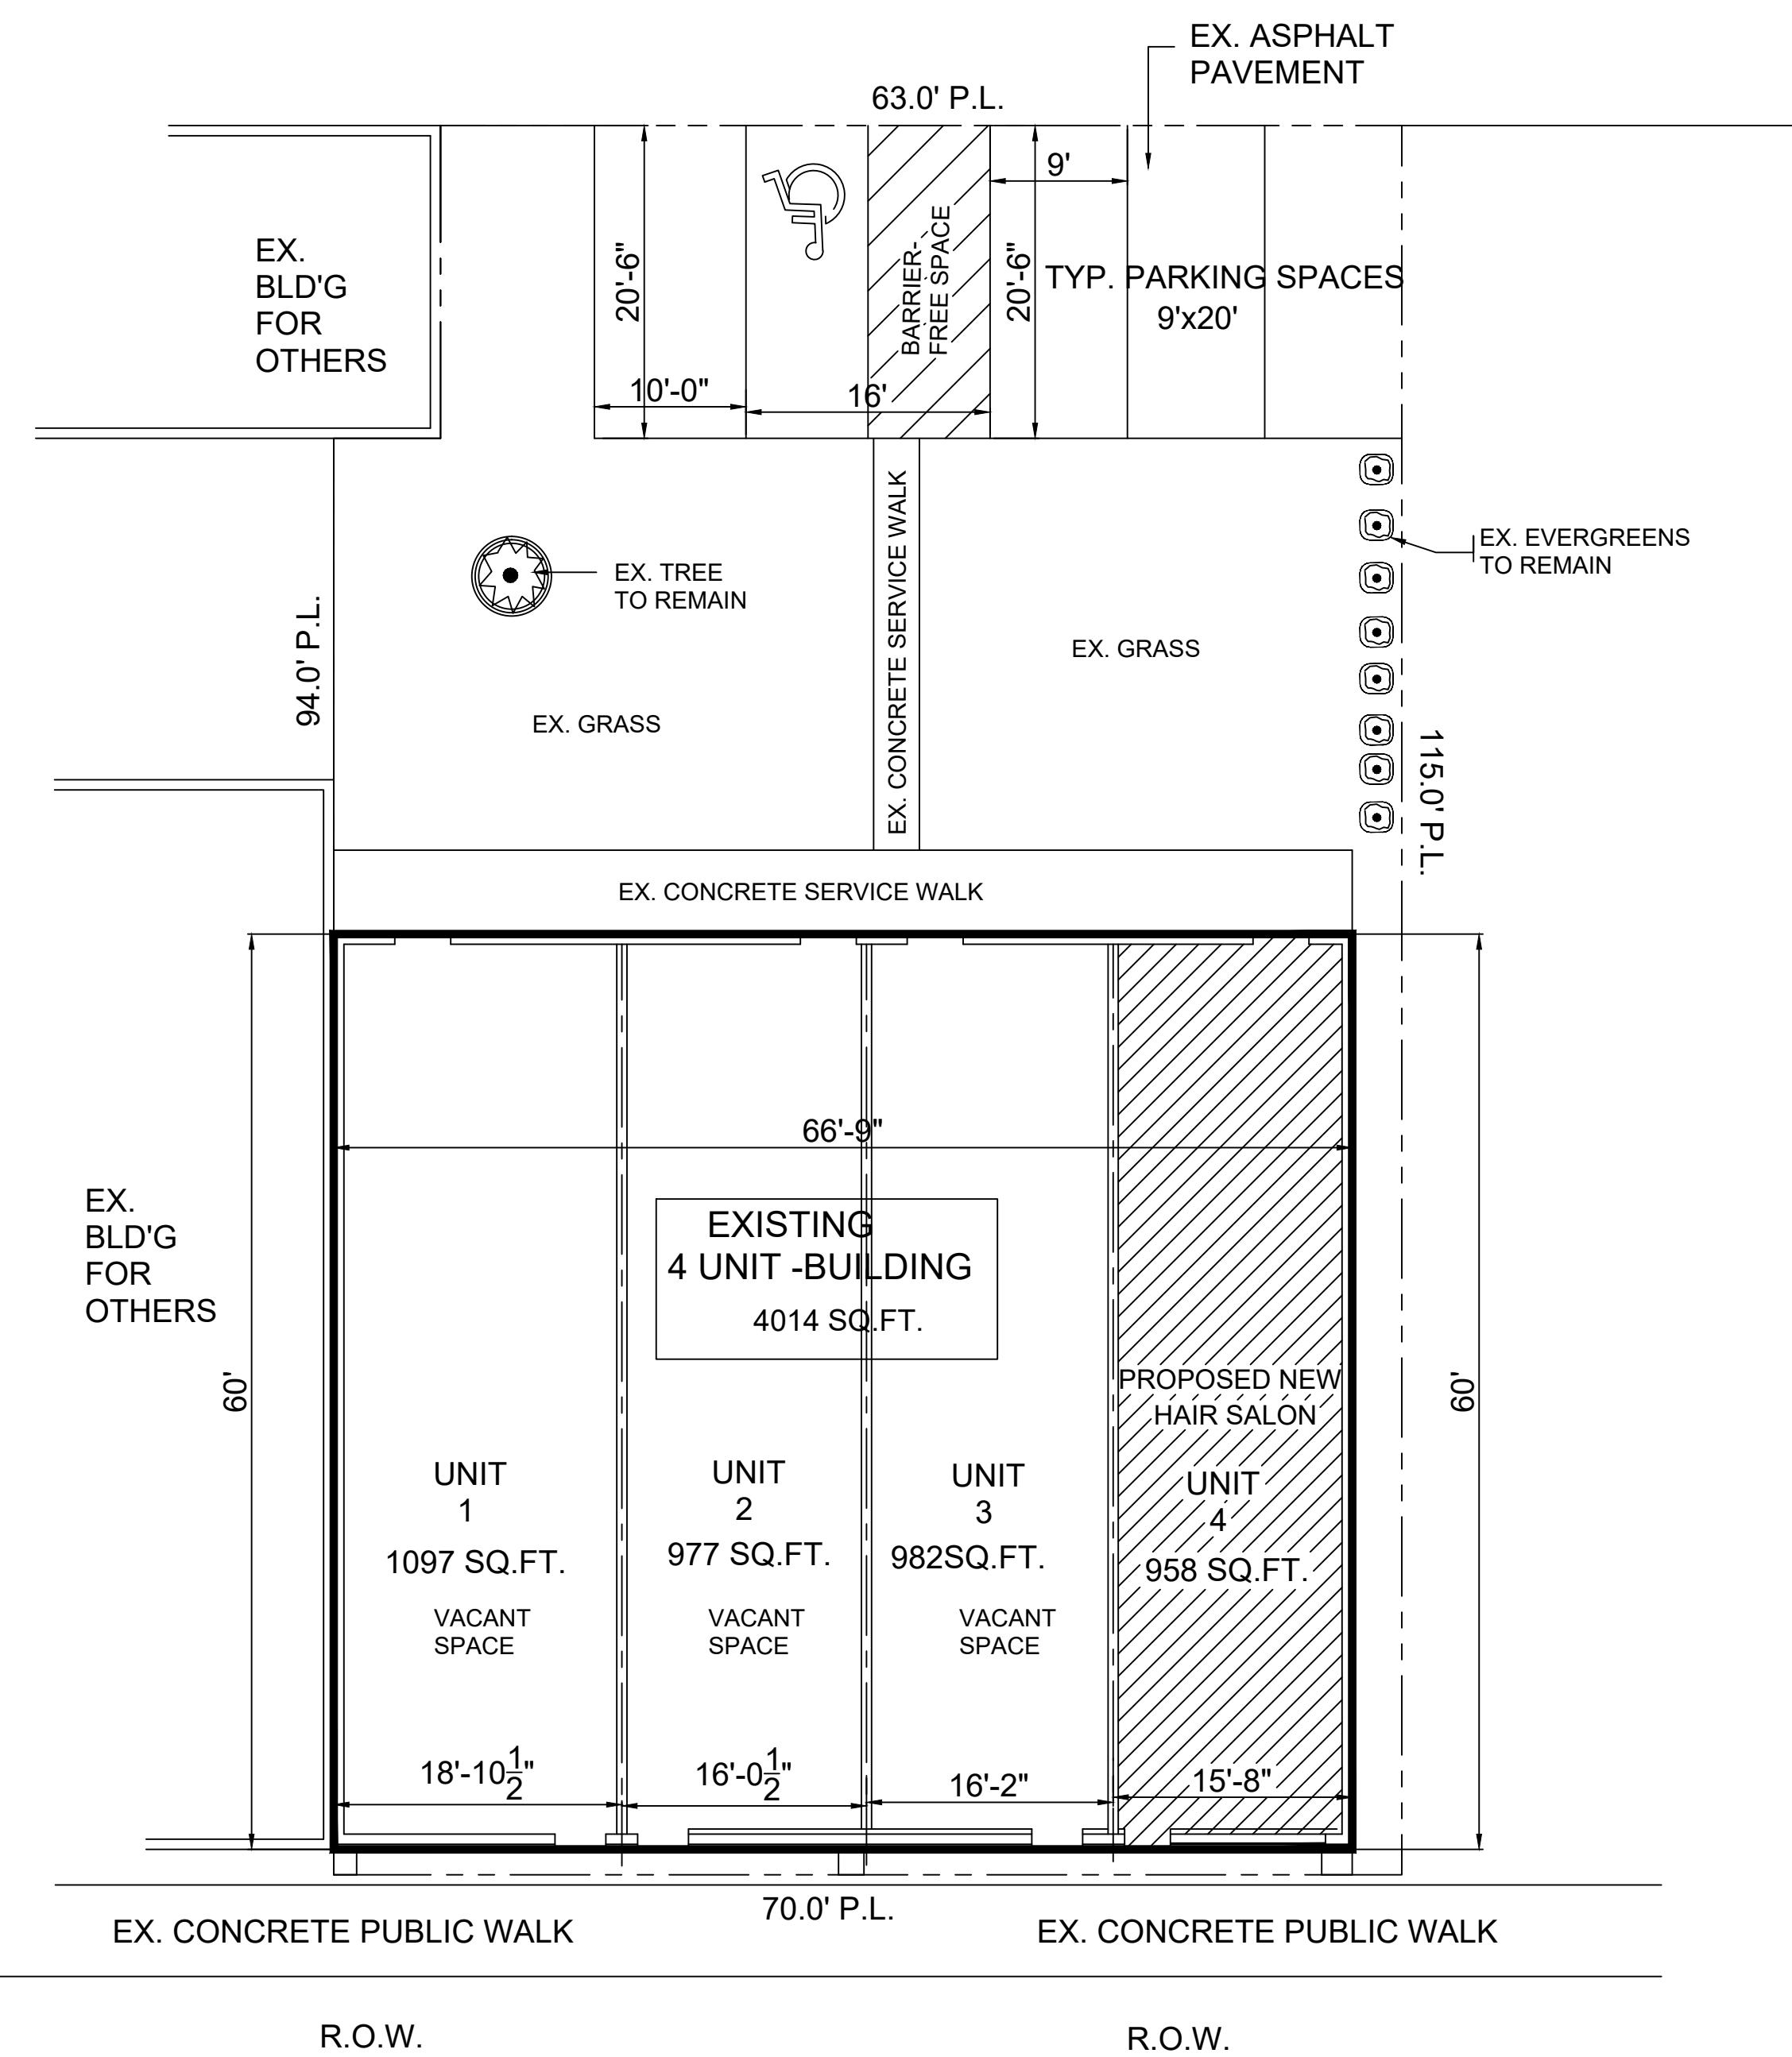 EX. ASPHALT
PAVEMENT
63.0' P.L.
9'
EX.
BLD'G
FOR
OTHERS
20'-6"
BARRIER-
FREE SPACE
20'-6"
TYP. PARKING SPACES
9'x20'
10'-0"
16'
EX. CONCRETE SERVICE WALK
EX. EVERGREENS
TO REMAIN
EX. TREE
TO REMAIN
94.0' P.L.
EX. GRASS
EX. GRASS
115.0' P.L.
EX. CONCRETE SERVICE WALK
66'-9"
EX.
BLD'G
FOR
OTHERS
EXISTING
4 UNIT -BUILDING
4014 SQ.FT.
60'
60'
PROPOSED NEW
HAIR SALON
UNIT
1
1097 SQ.FT.
VACANT
SPACE
UNIT
2
977 SQ.FT.
VACANT
SPACE
UNIT
3
982SQ.FT.
VACANT
SPACE
UNIT
4
958 SQ.FT.
18'-10 1/2"
16'-0 1/2"
16'-2"
15'-8"
70.0' P.L.
EX. CONCRETE PUBLIC WALK
EX. CONCRETE PUBLIC WALK
R.O.W.
R.O.W.